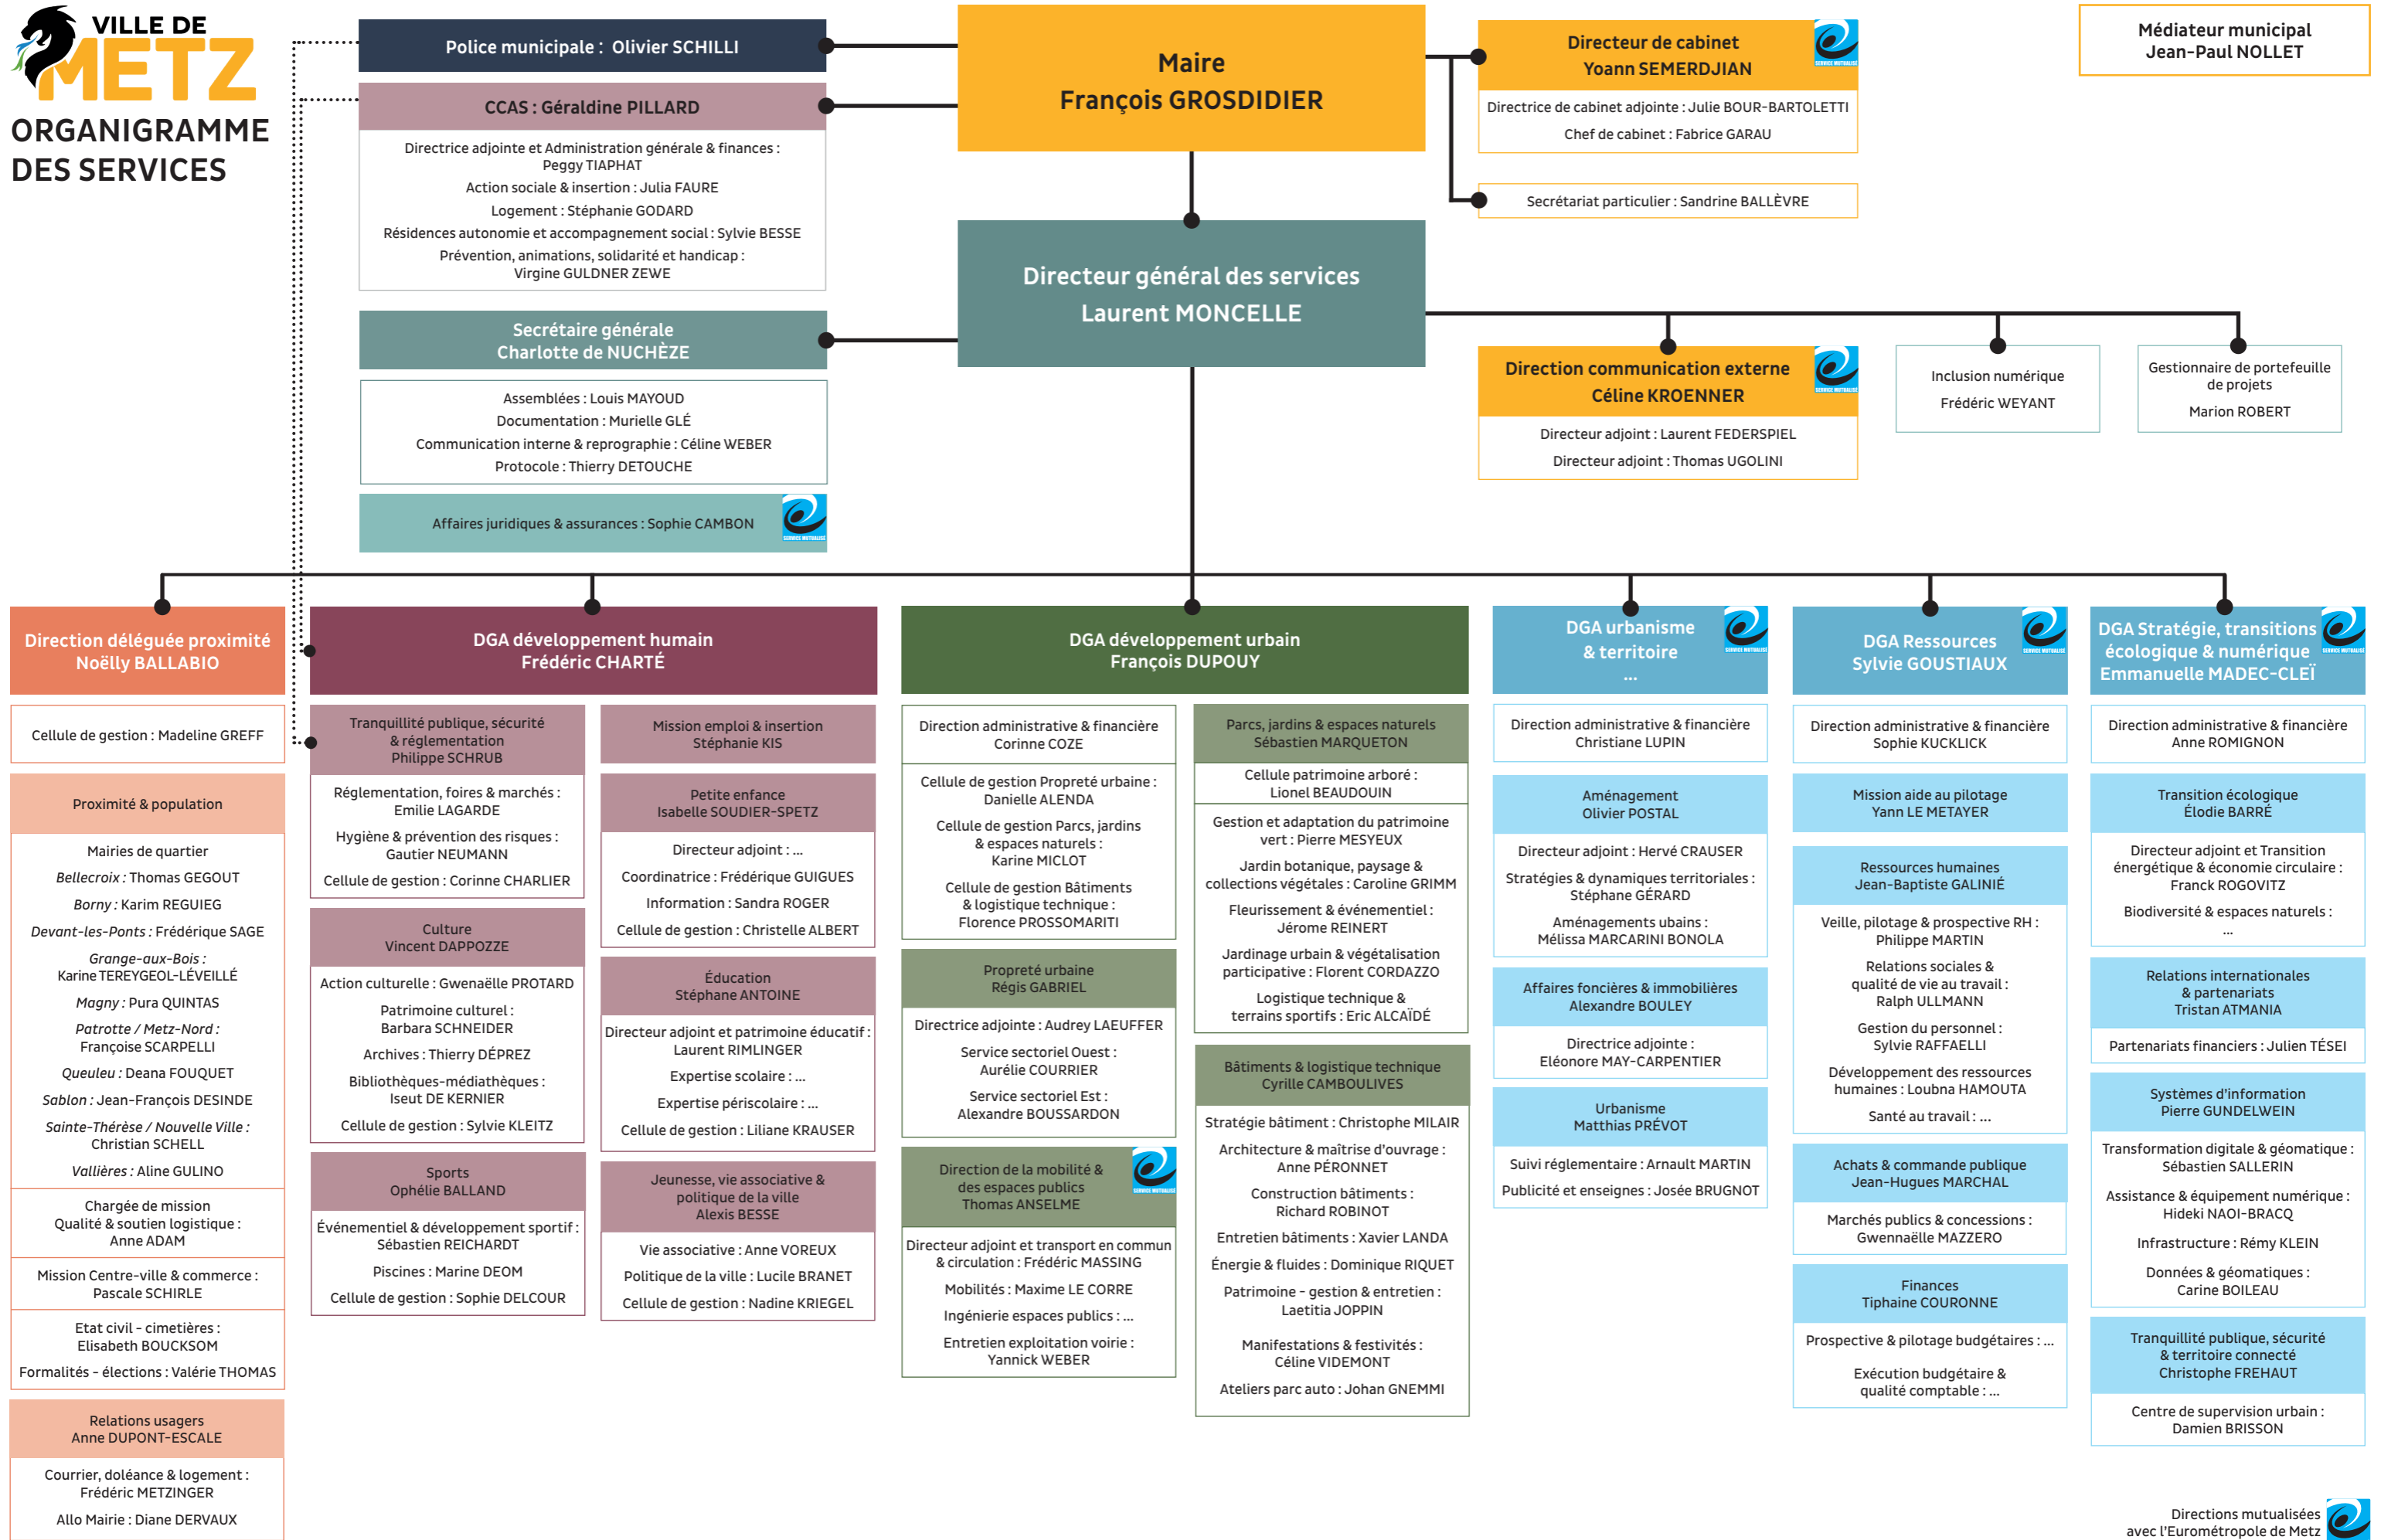 VILLE DE
METZ
ORGANIGRAMME
DES SERVICES
Police municipale : Olivier SCHILLI
CCAS : Géraldine PILLARD
Directrice adjointe et Administration générale & finances :
Peggy TIAPHAT
Action sociale & insertion : Julia FAURE
Logement : Stéphanie GODARD
Résidences autonomie et accompagnement social : Sylvie BESSE
Prévention, animations, solidarité et handicap :
Virgine GULDNER ZEWE
Maire
François GROSDIDIER
Directeur de cabinet
Yoann SEMERDJIAN
SERVICE MUTUALISÉ
Directrice de cabinet adjointe : Julie BOUR-BARTOLETTI
Chef de cabinet : Fabrice GARAU
Secrétariat particulier : Sandrine BALLÈVRE
Médiateur municipal
Jean-Paul NOLLET
Directeur général des services
Laurent MONCELLE
Secrétaire générale
Charlotte de NUCHÈZE
Assemblées : Louis MAYOUD
Documentation : Murielle GLÉ
Communication interne & reprographie : Céline WEBER
Protocole : Thierry DETOUCHE
Affaires juridiques & assurances : Sophie CAMBON
SERVICE MUTUALISÉ
Direction communication externe
Céline KROENNER
SERVICE MUTUALISÉ
Directeur adjoint : Laurent FEDERSPIEL
Directeur adjoint : Thomas UGOLINI
Inclusion numérique
Frédéric WEYANT
Gestionnaire de portefeuille
de projets
Marion ROBERT
Direction déléguée proximité
Noëlly BALLABIO
Cellule de gestion : Madeline GREFF
Proximité & population
Mairies de quartier
Bellecroix : Thomas GEGOUT
Borny : Karim REGUIEG
Devant-les-Ponts : Frédérique SAGE
Grange-aux-Bois :
Karine TEREYGEOL-LÉVEILLÉ
Magny : Pura QUINTAS
Patrotte / Metz-Nord :
Françoise SCARPELLI
Queuleu : Deana FOUQUET
Sablon : Jean-François DESINDE
Sainte-Thérèse / Nouvelle Ville :
Christian SCHELL
Vallières : Aline GULINO
Chargée de mission
Qualité & soutien logistique :
Anne ADAM
Mission Centre-ville & commerce :
Pascale SCHIRLE
Etat civil - cimetières :
Elisabeth BOUCKSOM
Formalités - élections : Valérie THOMAS
Relations usagers
Anne DUPONT-ESCALE
Courrier, doléance & logement :
Frédéric METZINGER
Allo Mairie : Diane DERVAUX
DGA développement humain
Frédéric CHARTÉ
Tranquillité publique, sécurité
& réglementation
Philippe SCHRUB
Réglementation, foires & marchés :
Emilie LAGARDE
Hygiène & prévention des risques :
Gautier NEUMANN
Cellule de gestion : Corinne CHARLIER
Culture
Vincent DAPPOZZE
Action culturelle : Gwenaëlle PROTARD
Patrimoine culturel :
Barbara SCHNEIDER
Archives : Thierry DÉPREZ
Bibliothèques-médiathèques :
Iseut DE KERNIER
Cellule de gestion : Sylvie KLEITZ
Sports
Ophélie BALLAND
Événementiel & développement sportif :
Sébastien REICHARDT
Piscines : Marine DEOM
Cellule de gestion : Sophie DELCOUR
Mission emploi & insertion
Stéphanie KIS
Petite enfance
Isabelle SOUDIER-SPETZ
Directeur adjoint : ...
Coordinatrice : Frédérique GUIGUES
Information : Sandra ROGER
Cellule de gestion : Christelle ALBERT
Éducation
Stéphane ANTOINE
Directeur adjoint et patrimoine éducatif :
Laurent RIMLINGER
Expertise scolaire : ...
Expertise périscolaire : ...
Cellule de gestion : Liliane KRAUSER
Jeunesse, vie associative &
politique de la ville
Alexis BESSE
Vie associative : Anne VOREUX
Politique de la ville : Lucile BRANET
Cellule de gestion : Nadine KRIEGEL
DGA développement urbain
François DUPOUY
Direction administrative & financière
Corinne COZE
Cellule de gestion Propreté urbaine :
Danielle ALENDA
Cellule de gestion Parcs, jardins
& espaces naturels :
Karine MICLOT
Cellule de gestion Bâtiments
& logistique technique :
Florence PROSSOMARITI
Propreté urbaine
Régis GABRIEL
Directrice adjointe : Audrey LAEUFFER
Service sectoriel Ouest :
Aurélie COURRIER
Service sectoriel Est :
Alexandre BOUSSARDON
Direction de la mobilité &
des espaces publics
Thomas ANSELME
SERVICE MUTUALISÉ
Directeur adjoint et transport en commun
& circulation : Frédéric MASSING
Mobilités : Maxime LE CORRE
Ingénierie espaces publics : ...
Entretien exploitation voirie :
Yannick WEBER
Parcs, jardins & espaces naturels
Sébastien MARQUETON
Cellule patrimoine arboré :
Lionel BEAUDOUIN
Gestion et adaptation du patrimoine
vert : Pierre MESYEUX
Jardin botanique, paysage &
collections végétales : Caroline GRIMM
Fleurissement & événementiel :
Jérome REINERT
Jardinage urbain & végétalisation
participative : Florent CORDAZZO
Logistique technique &
terrains sportifs : Eric ALCAÏDÉ
Bâtiments & logistique technique
Cyrille CAMBOULIVES
Stratégie bâtiment : Christophe MILAIR
Architecture & maîtrise d'ouvrage :
Anne PÉRONNET
Construction bâtiments :
Richard ROBINOT
Entretien bâtiments : Xavier LANDA
Énergie & fluides : Dominique RIQUET
Patrimoine - gestion & entretien :
Laetitia JOPPIN
Manifestations & festivités :
Céline VIDEMONT
Ateliers parc auto : Johan GNEMMI
DGA urbanisme
& territoire
...
SERVICE MUTUALISÉ
Direction administrative & financière
Christiane LUPIN
Aménagement
Olivier POSTAL
Directeur adjoint : Hervé CRAUSER
Stratégies & dynamiques territoriales :
Stéphane GÉRARD
Aménagements ubains :
Mélissa MARCARINI BONOLA
Affaires foncières & immobilières
Alexandre BOULEY
Directrice adjointe :
Eléonore MAY-CARPENTIER
Urbanisme
Matthias PRÉVOT
Suivi réglementaire : Arnault MARTIN
Publicité et enseignes : Josée BRUGNOT
DGA Ressources
Sylvie GOUSTIAUX
SERVICE MUTUALISÉ
Direction administrative & financière
Sophie KUCKLICK
Mission aide au pilotage
Yann LE METAYER
Ressources humaines
Jean-Baptiste GALINIÉ
Veille, pilotage & prospective RH :
Philippe MARTIN
Relations sociales &
qualité de vie au travail :
Ralph ULLMANN
Gestion du personnel :
Sylvie RAFFAELLI
Développement des ressources
humaines : Loubna HAMOUTA
Santé au travail : ...
Achats & commande publique
Jean-Hugues MARCHAL
Marchés publics & concessions :
Gwennaëlle MAZZERO
Finances
Tiphaine COURONNE
Prospective & pilotage budgétaires : ...
Exécution budgétaire &
qualité comptable : ...
DGA Stratégie, transitions
écologique & numérique
Emmanuelle MADEC-CLEÏ
SERVICE MUTUALISÉ
Direction administrative & financière
Anne ROMIGNON
Transition écologique
Élodie BARRÉ
Directeur adjoint et Transition
énergétique & économie circulaire :
Franck ROGOVITZ
Biodiversité & espaces naturels :
...
Relations internationales
& partenariats
Tristan ATMANIA
Partenariats financiers : Julien TÉSEI
Systèmes d'information
Pierre GUNDELWEIN
Transformation digitale & géomatique :
Sébastien SALLERIN
Assistance & équipement numérique :
Hideki NAOI-BRACQ
Infrastructure : Rémy KLEIN
Données & géomatiques :
Carine BOILEAU
Tranquillité publique, sécurité
& territoire connecté
Christophe FREHAUT
Centre de supervision urbain :
Damien BRISSON
Directions mutualisées
avec l'Eurométropole de Metz